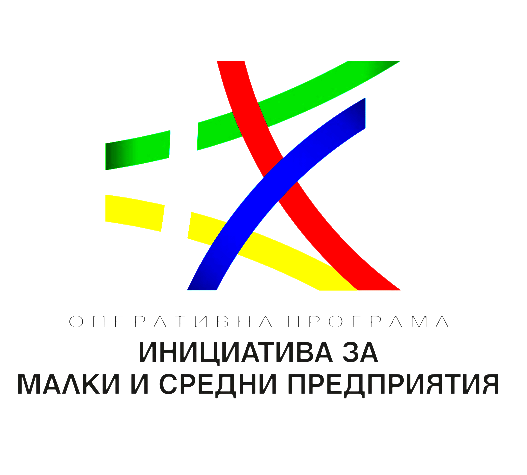 ОПЕРАТИВНА ПРОГРАМА
ИНИЦИАТИВА ЗА
МАЛКИ И СРЕДНИ ПРЕДПРИЯТИЯ